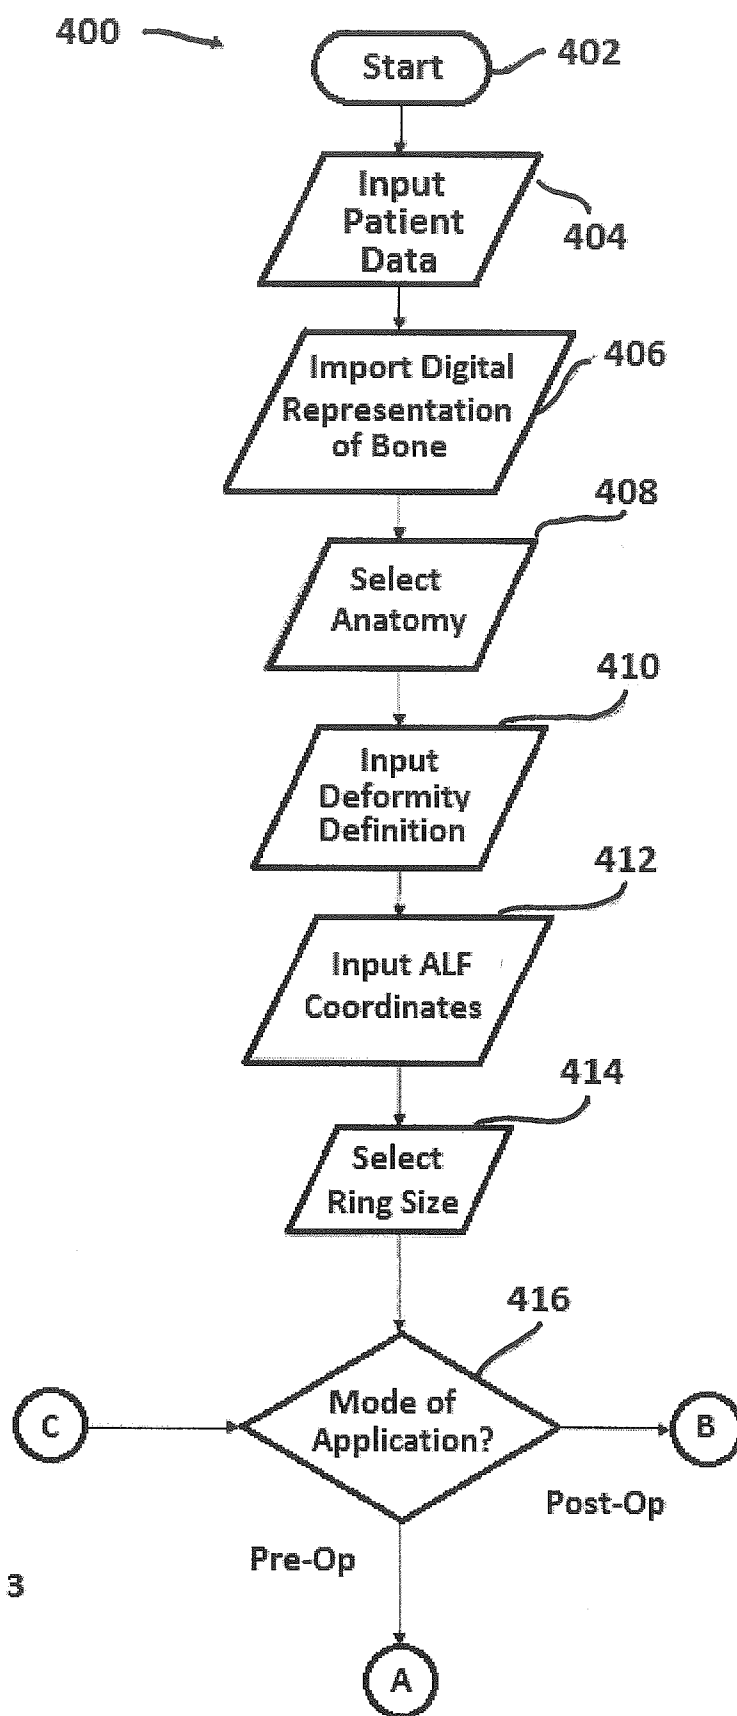 400
Start
402
Input
Patient
Data
404
Import Digital
Representation
of Bone
406
408
Select
Anatomy
410
Input
Deformity
Definition
412
Input ALF
Coordinates
414
Select
Ring Size
416
Mode of
Application?
C
B
Post-Op
Pre-Op
3
A